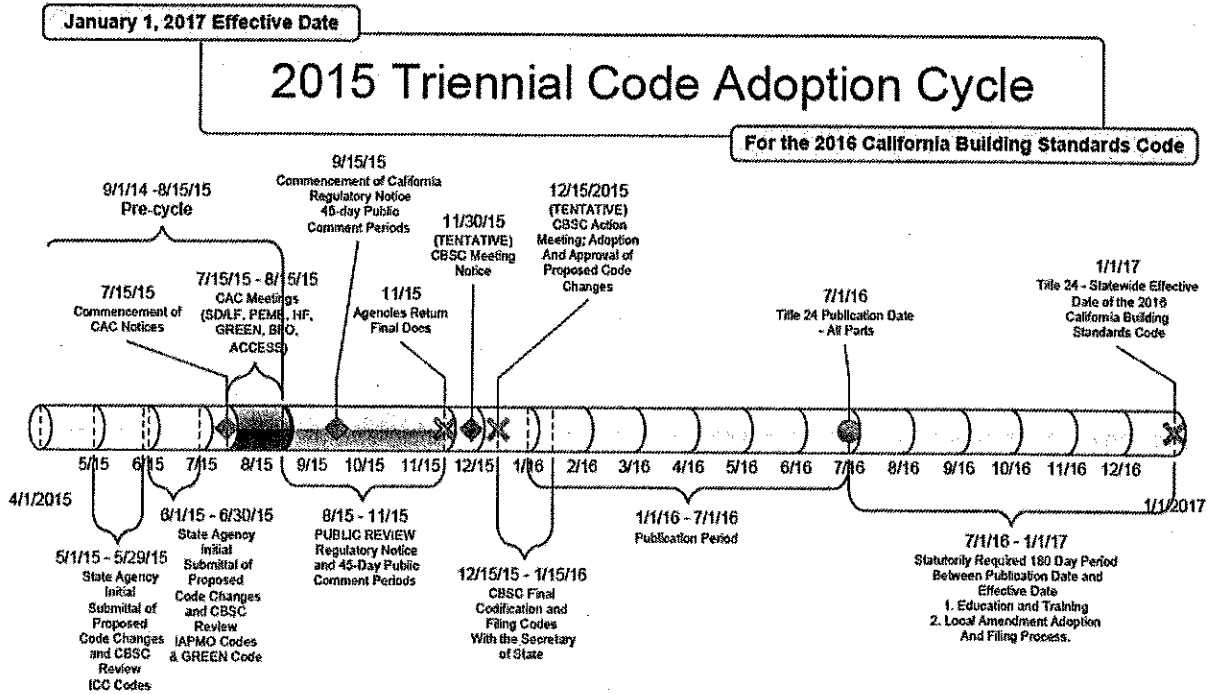 January 1, 2017 Effective Date
2015 Triennial Code Adoption Cycle
For the 2016 California Building Standards Code
9/1/14 -8/15/15
Pre-cycle
7/15/15
Commencement of
CAC Notices
7/15/15 - 8/15/15
CAC Meetings
(SD/LF, PEME, HF,
GREEN, BFO,
ACCESS)
9/15/15
Commencement of California
Regulatory Notice
45-day Public
Comment Periods
11/15
Agencies Return
Final Docs
11/30/15
(TENTATIVE)
CBSC Meeting
Notice
12/15/2015
(TENTATIVE)
CBSC Action
Meeting; Adoption
And Approval of
Proposed Code
Changes
7/1/16
Title 24 Publication Date
- All Parts
1/1/17
Title 24 - Statewide Effective
Date of the 2016
California Building
Standards Code
4/1/2015
5/15
6/15
7/15
8/15
9/15
10/15
11/15
12/15
1/16
2/16
3/16
4/16
5/16
6/16
7/16
8/16
9/16
10/16
11/16
12/16
1/1/2017
5/1/15 - 5/29/15
State Agency
Initial
Submittal of
Proposed
Code Changes
and CBSC
Review
ICC Codes
6/1/15 - 6/30/15
State Agency
Initial
Submittal of
Proposed
Code Changes
and CBSC
Review
IAPMO Codes
& GREEN Code
8/15 - 11/15
PUBLIC REVIEW
Regulatory Notice
and 45-Day Public
Comment Periods
12/15/15 - 1/15/16
CBSC Final
Codification and
Filing Codes
With the Secretary
of State
1/1/16 - 7/1/16
Publication Period
7/1/16 - 1/1/17
Statutorily Required 180 Day Period
Between Publication Date and
Effective Date
1. Education and Training
2. Local Amendment Adoption
And Filing Process.